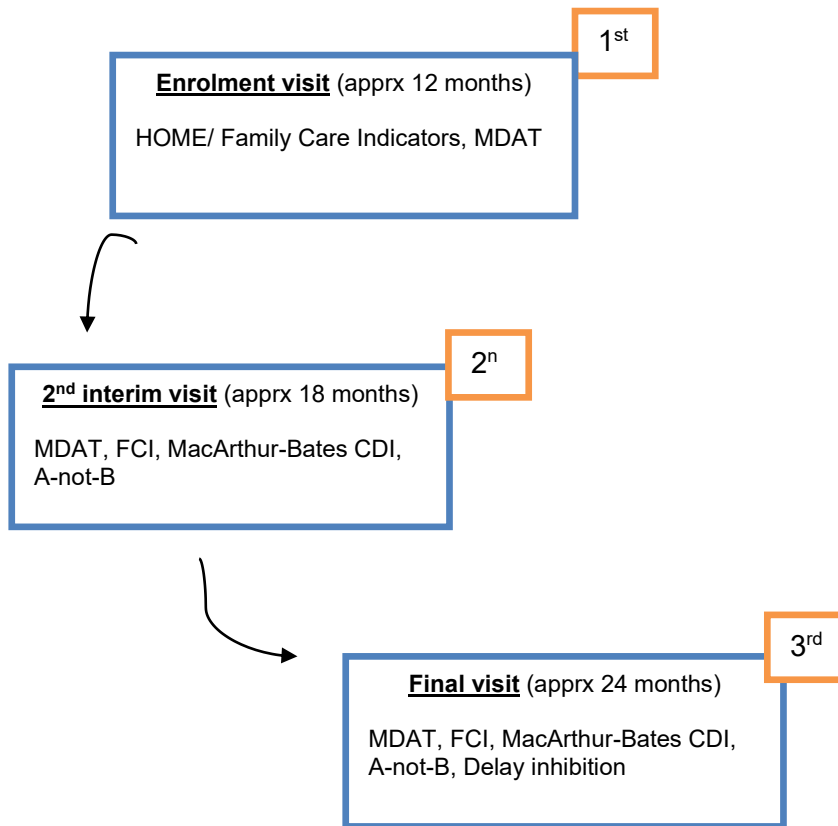 1st
Enrolment visit (apprx 12 months)
HOME/ Family Care Indicators, MDAT
2n
2nd interim visit (apprx 18 months)
MDAT, FCI, MacArthur-Bates CDI,
A-not-B
3rd
Final visit (apprx 24 months)
MDAT, FCI, MacArthur-Bates CDI,
A-not-B, Delay inhibition